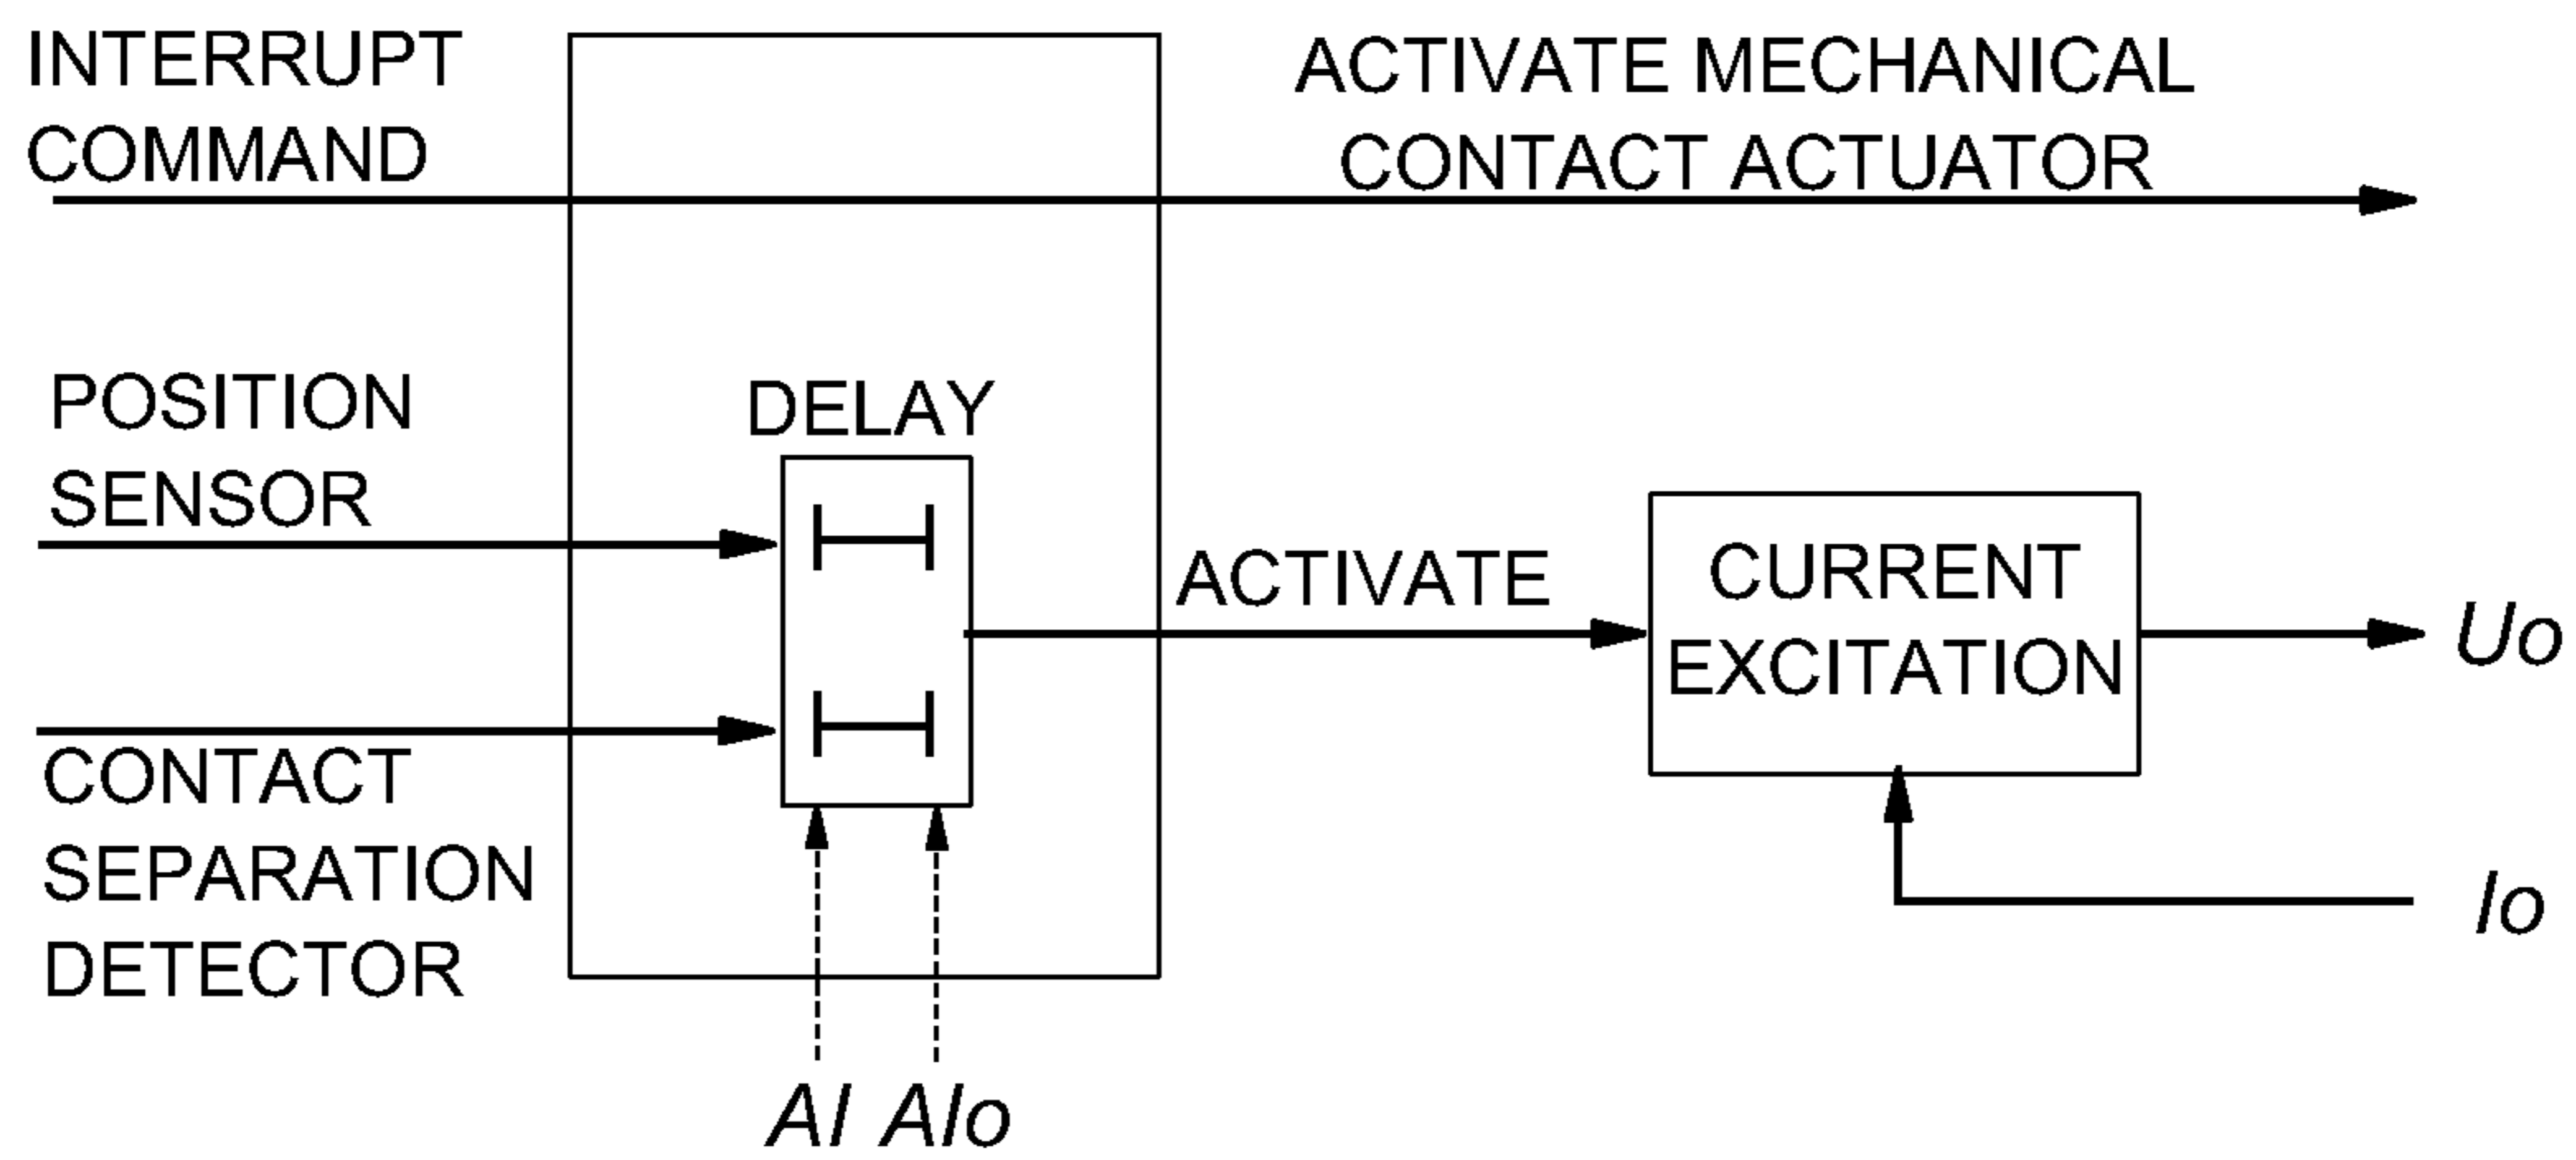 INTERRUPT
COMMAND
ACTIVATE MECHANICAL
CONTACT ACTUATOR
POSITION
SENSOR
DELAY
ACTIVATE
CURRENT
EXCITATION
Uo
CONTACT
SEPARATION
DETECTOR
Io
AI AIo